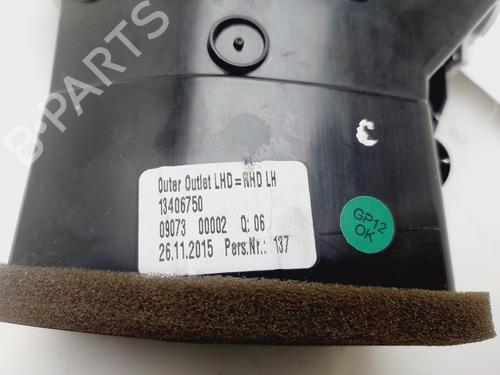 B-PARTS
Outer Outlet LHD=RHD LH
13406750
09073 00002 Q: 06
26.11.2015 Pers.Nr.: 137
GP12
OK